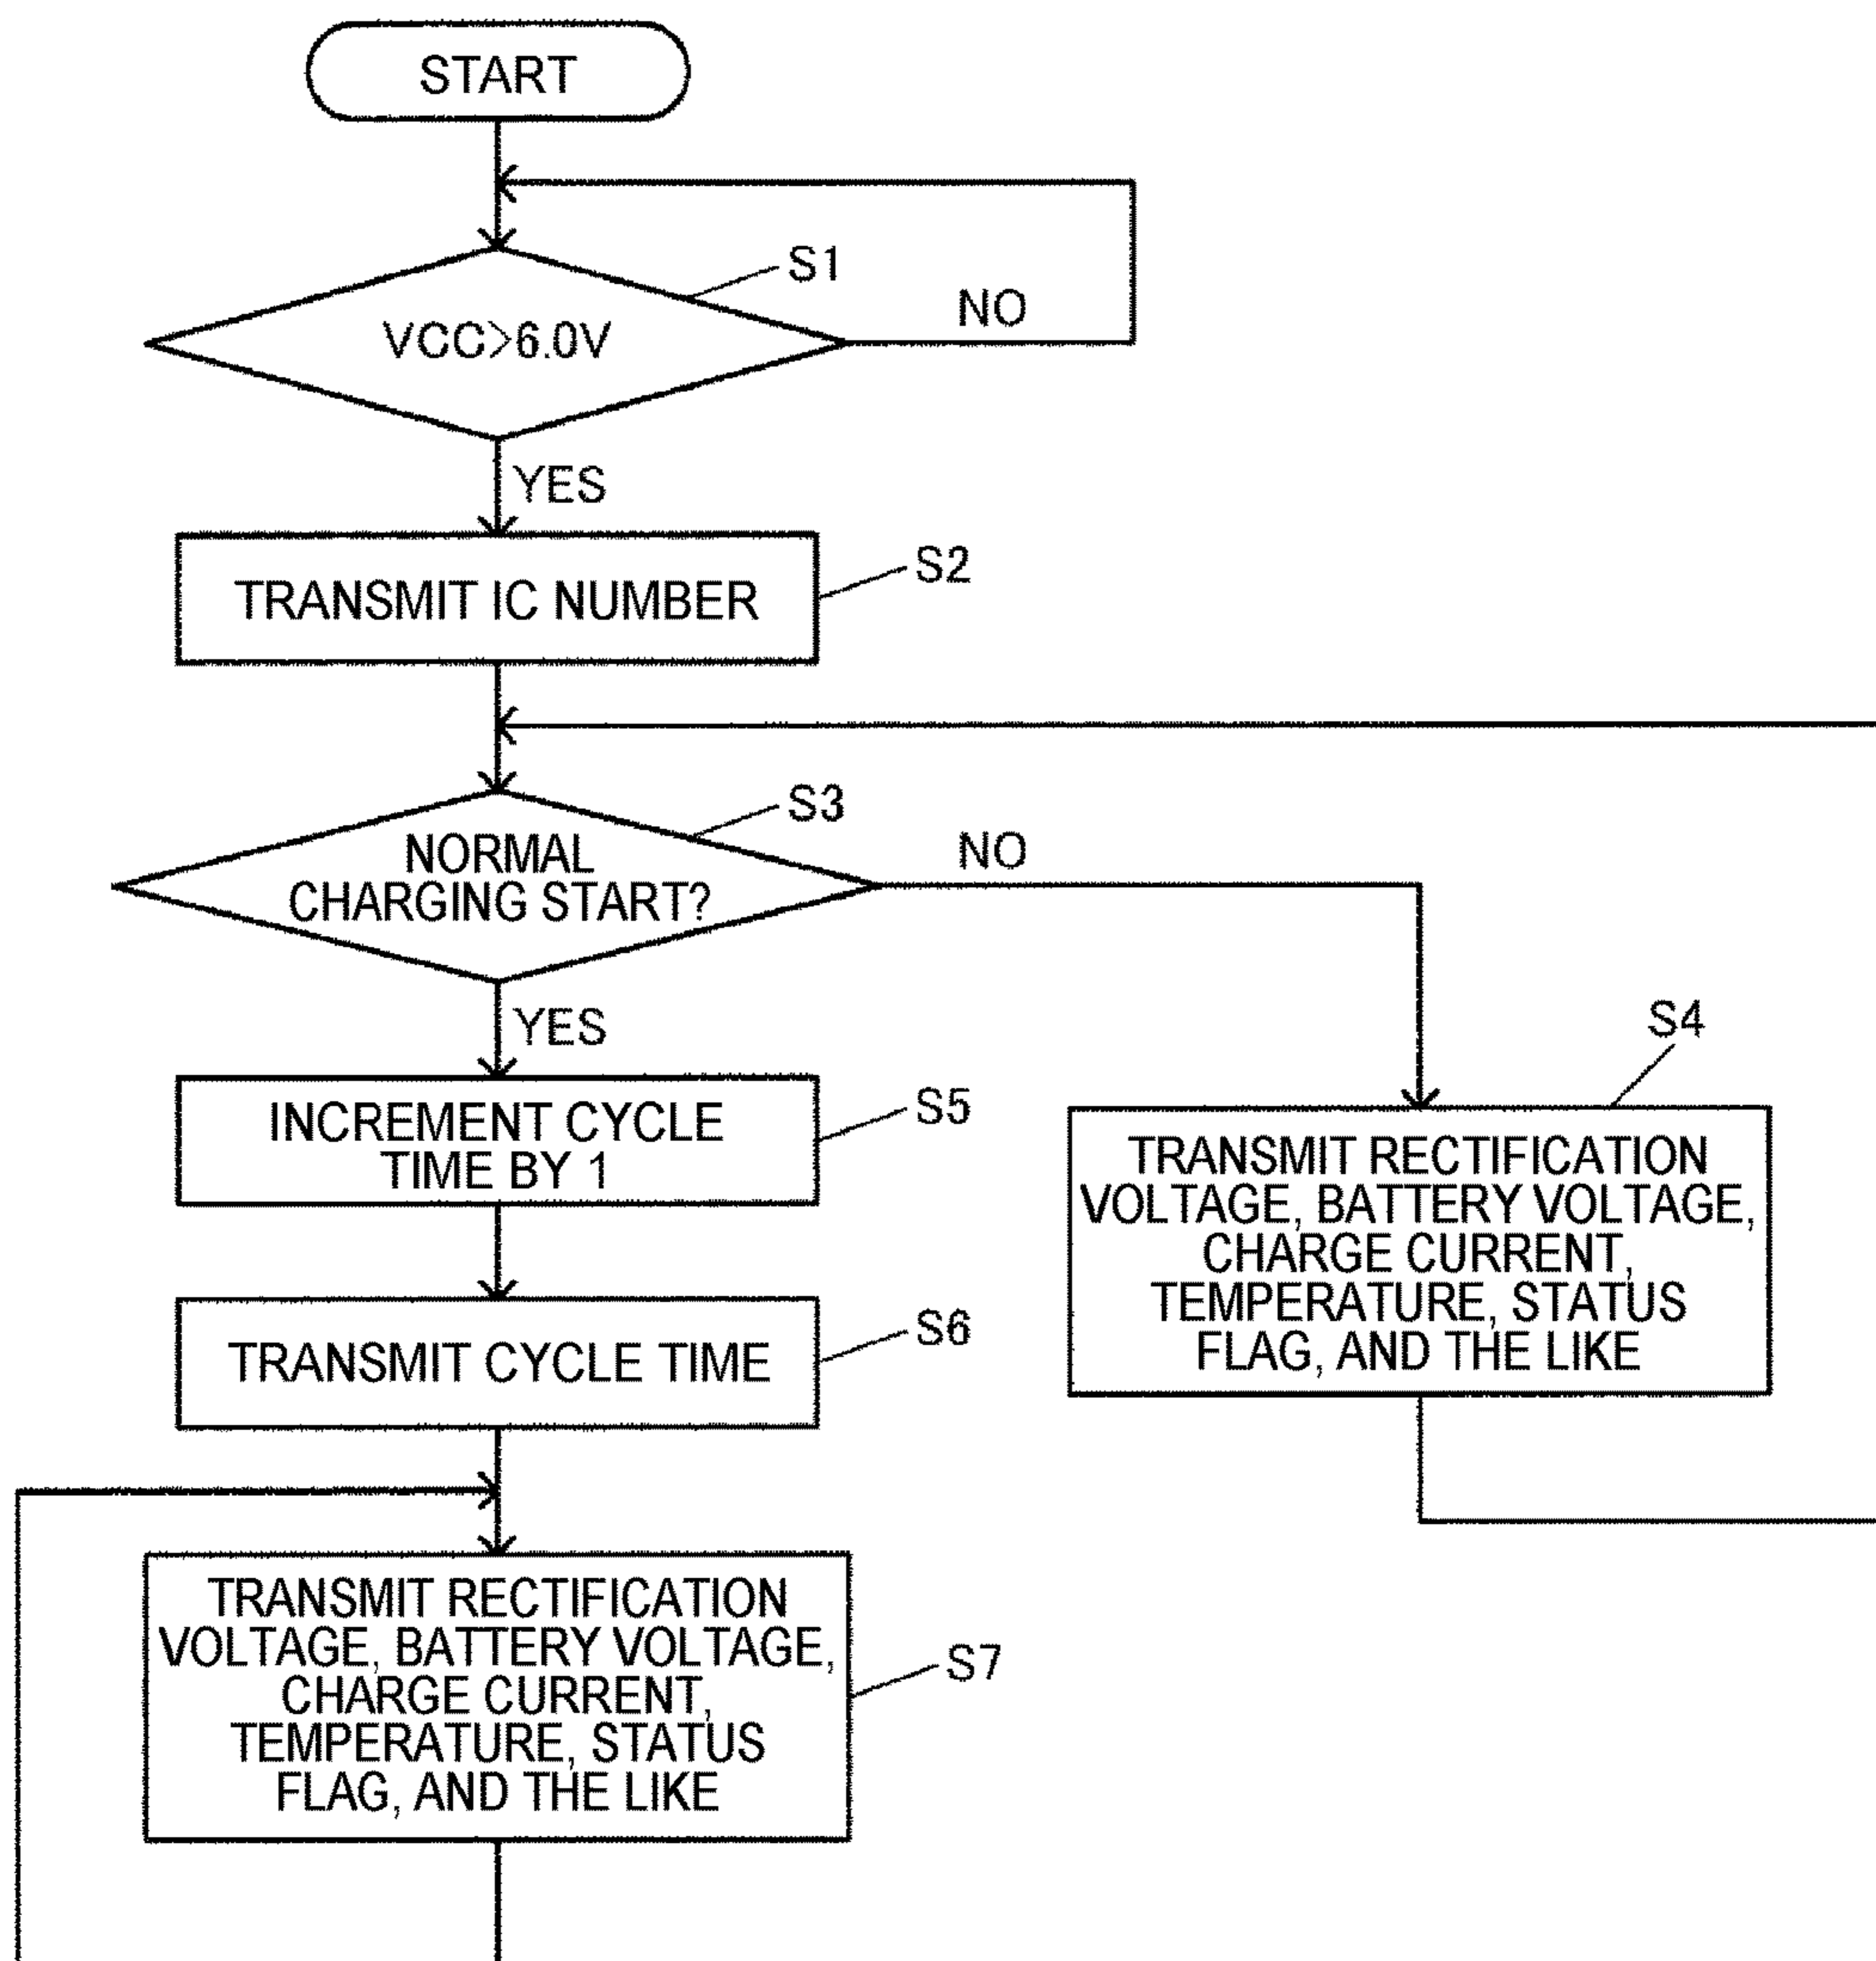 START
S1
NO
VCC>6.0V
YES
S2
TRANSMIT IC NUMBER
S3
NO
NORMAL
CHARGING START?
YES
S4
S5
INCREMENT CYCLE
TIME BY 1
TRANSMIT RECTIFICATION
VOLTAGE, BATTERY VOLTAGE,
CHARGE CURRENT,
TEMPERATURE, STATUS
FLAG, AND THE LIKE
S6
TRANSMIT CYCLE TIME
TRANSMIT RECTIFICATION
VOLTAGE, BATTERY VOLTAGE,
CHARGE CURRENT,
TEMPERATURE, STATUS
FLAG, AND THE LIKE
S7